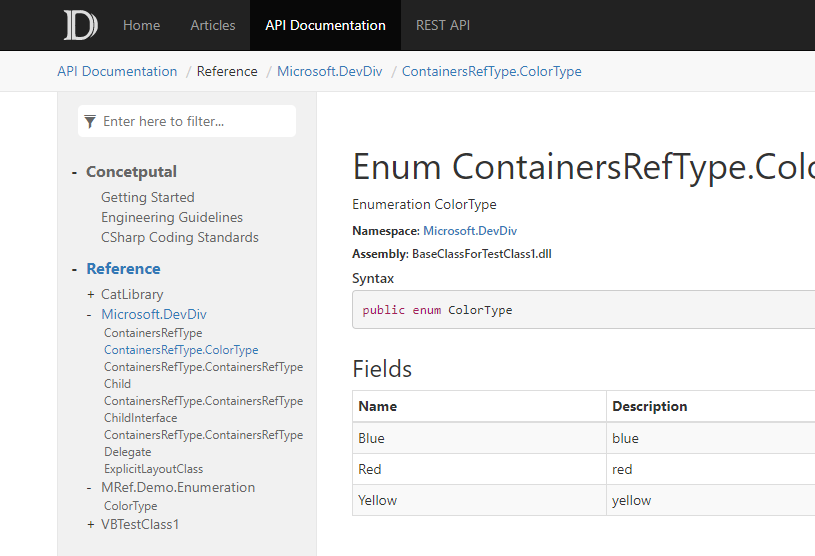 D Home Articles API Documentation REST API
API Documentation / Reference / Microsoft.DevDiv / ContainersRefType.ColorType
Enter here to filter...
- Concetputal
Getting Started
Engineering Guidelines
CSharp Coding Standards
- Reference
+ CatLibrary
- Microsoft.DevDiv
ContainersRefType
ContainersRefType.ColorType
ContainersRefType.ContainersRefType
Child
ContainersRefType.ContainersRefType
ChildInterface
ContainersRefType.ContainersRefType
Delegate
ExplicitLayoutClass
- MRef.Demo.Enumeration
ColorType
+ VBTestClass1
Enum ContainersRefType.Colo
Enumeration ColorType
Namespace: Microsoft.DevDiv
Assembly: BaseClassForTestClass1.dll
Syntax
public enum ColorType
Fields
Name Description
Blue blue
Red red
Yellow yellow